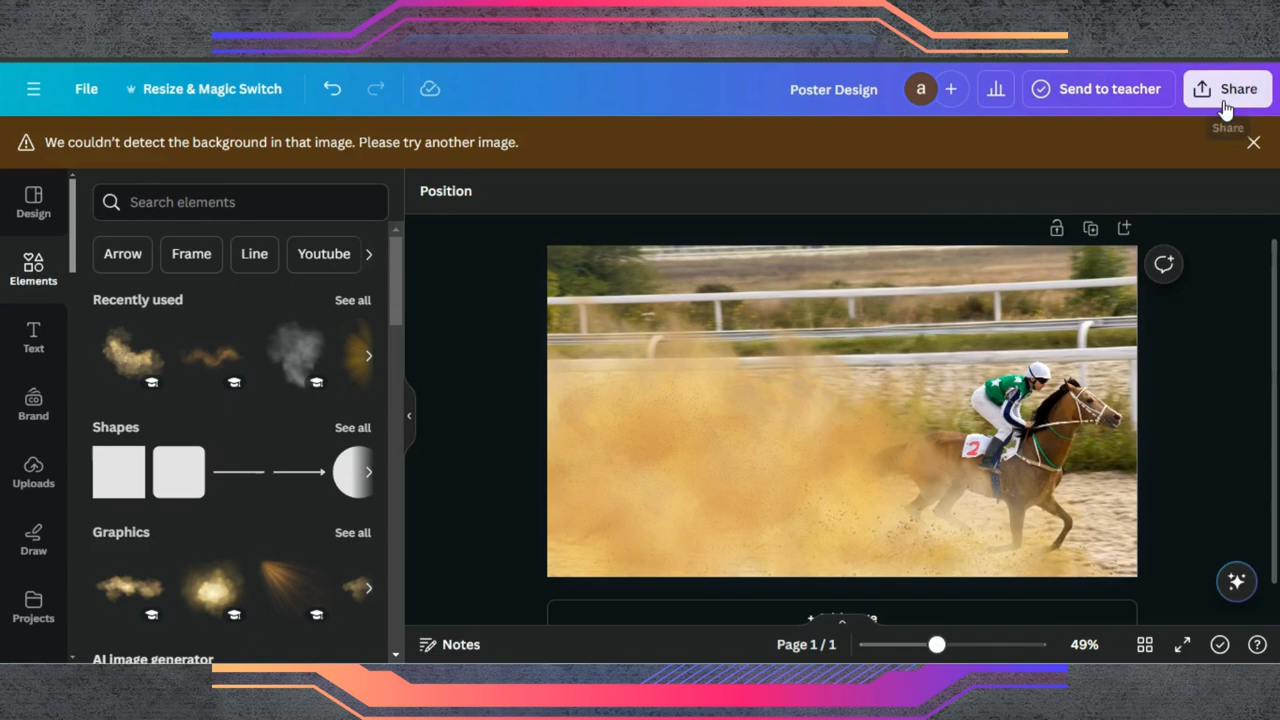 File
Resize & Magic Switch
Poster Design
a
Send to teacher
Share
Share
We couldn't detect the background in that image. Please try another image.
Design
Elements
Text
Brand
Uploads
Draw
Projects
Search elements
Arrow
Frame
Line
Youtube
Recently used
See all
Shapes
See all
Graphics
See all
AI image generator
Position
2
Notes
Page 1 / 1
49%